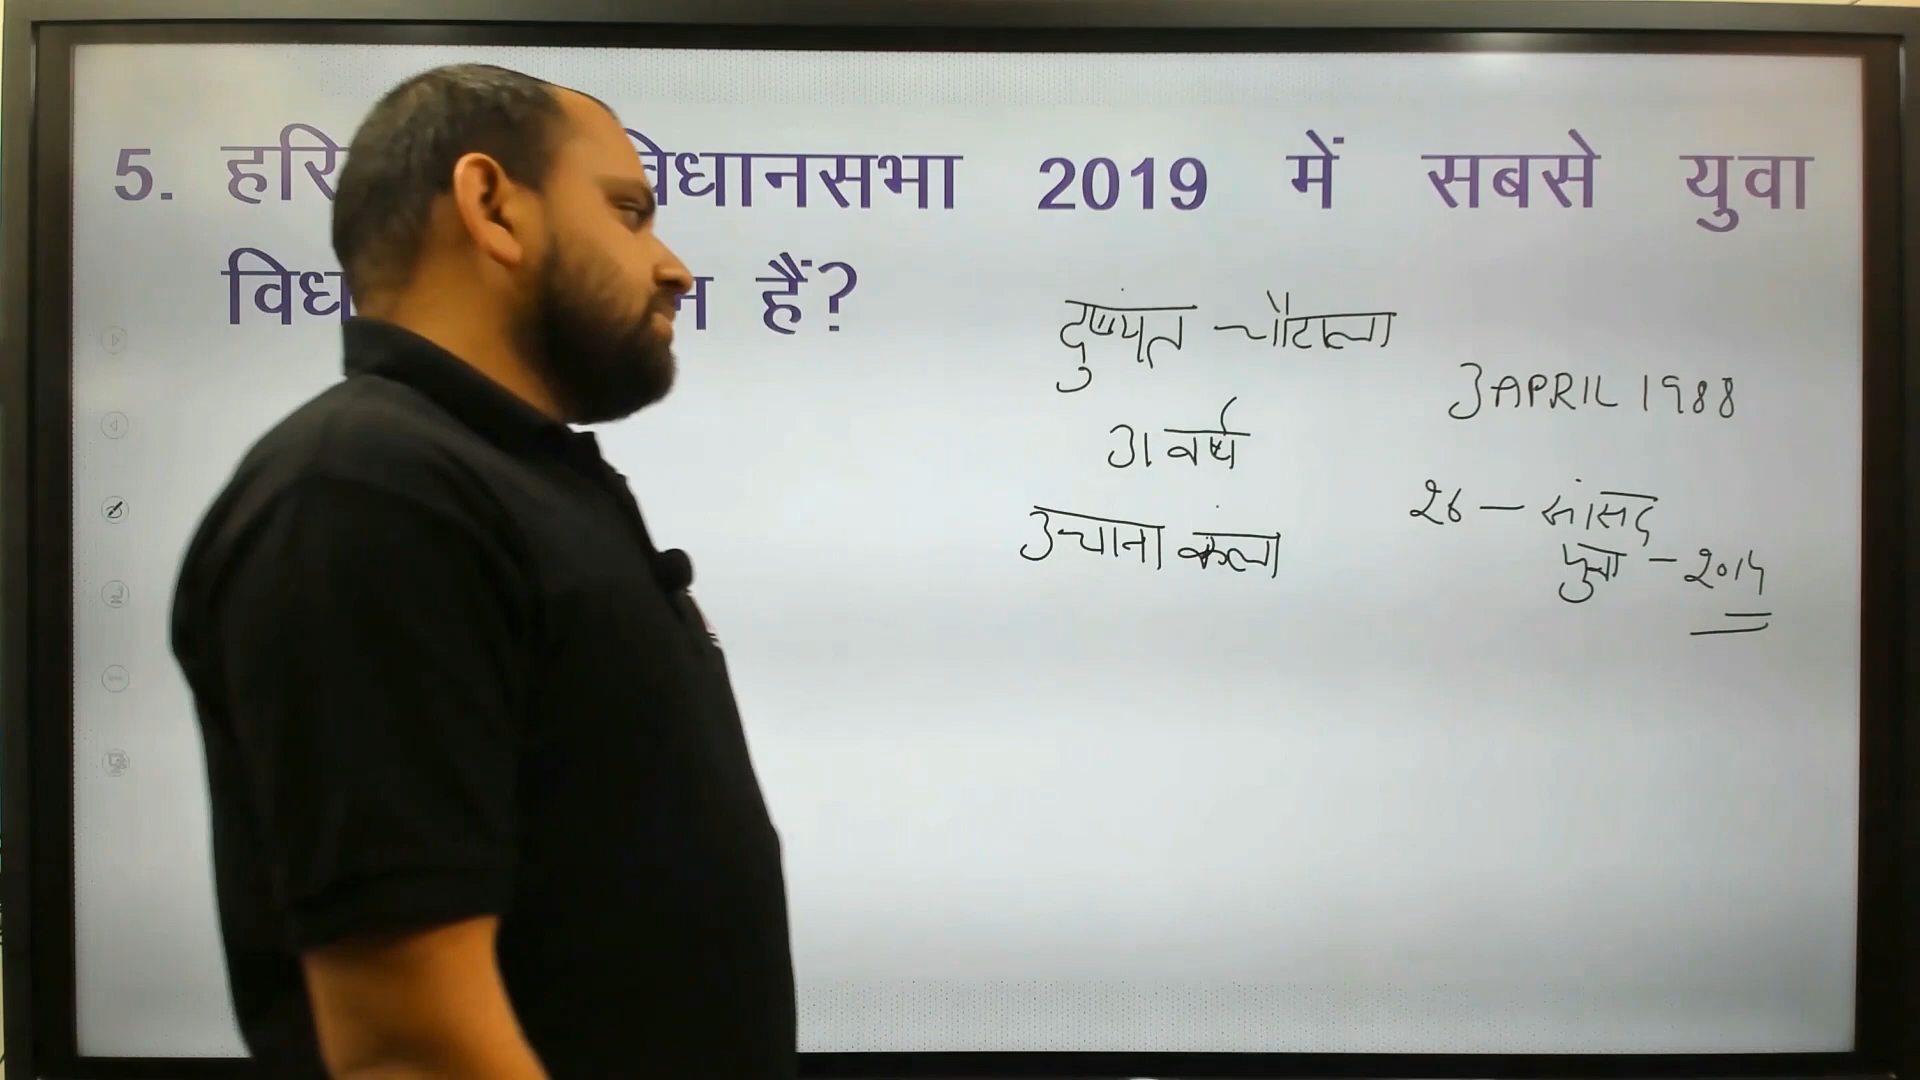 5. हरि विधानसभा 2019 में सबसे युवा
विध न हैं?
दुष्यंत चौटाला
3 APRIL 1988
31 वर्ष
26 — सांसद
उचाना कलां
युवा — 2014